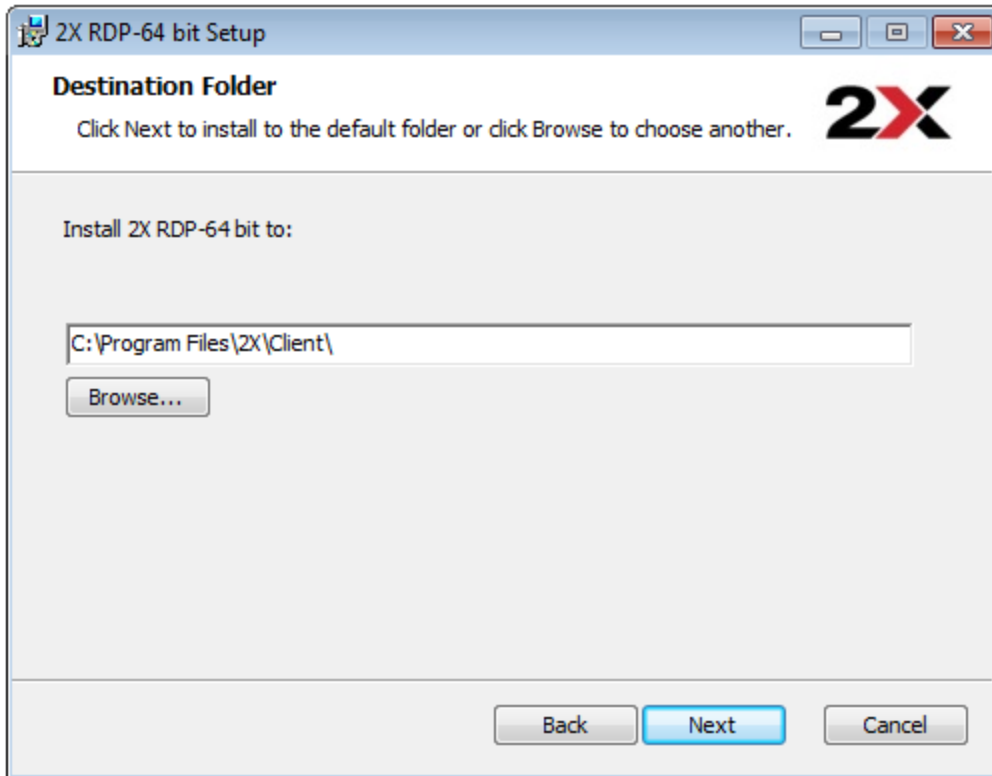 2X RDP-64 bit Setup
Destination Folder
Click Next to install to the default folder or click Browse to choose another.
2X
Install 2X RDP-64 bit to:
C:\Program Files\2X\Client\
Browse...
Back Next Cancel